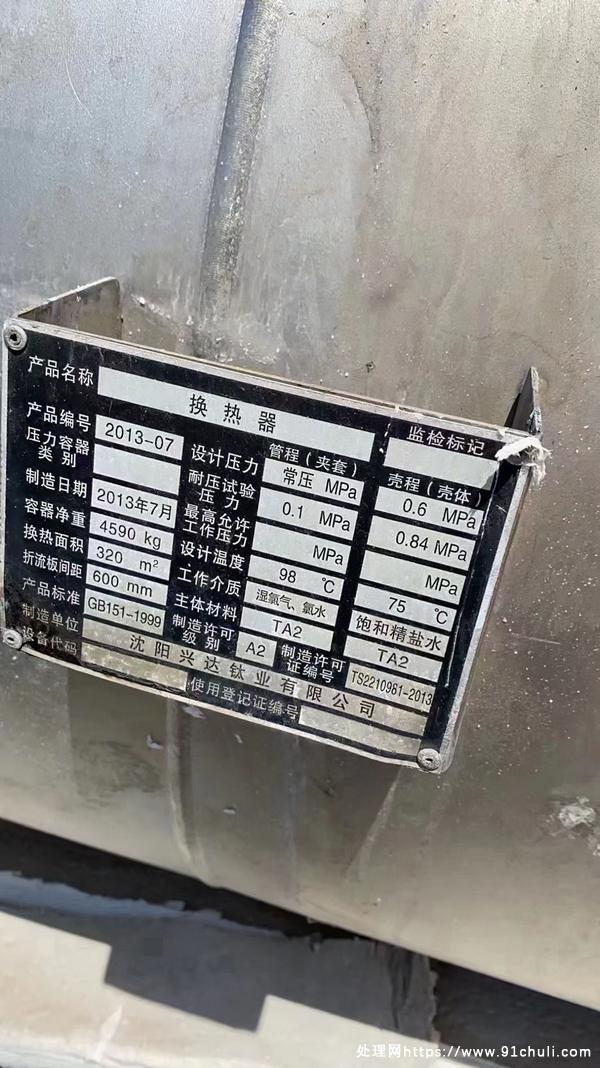 产品名称 换热器 监检标记
产品编号 2013-07 设计压力 管程（夹套） 常压 MPa 壳程（壳体） 0.6 MPa
压力容器类别 耐压试验压力 0.1 MPa 0.84 MPa
制造日期 2013年7月 最高允许工作压力 MPa MPa
容器净重 4590 kg 设计温度 98 ℃ 75 ℃
换热面积 320 m² 工作介质 湿氯气、氯水 饱和精盐水
折流板间距 600 mm 主体材料 TA2 TA2
产品标准 GB151-1999 制造许可级别 A2 制造许可证编号 TS2210981-2013
制造单位 沈阳兴达钛业有限公司
设备代码 使用登记证编号
处理网https://www.91chuli.com